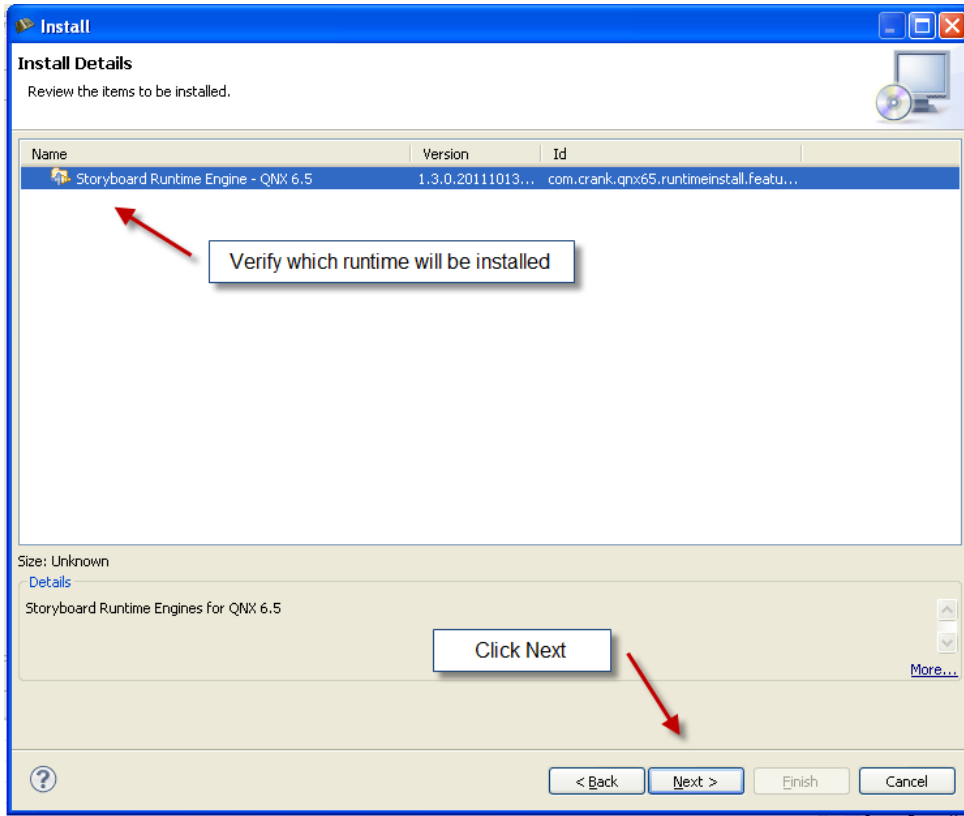 Install
Install Details
Review the items to be installed.
Name Version Id
Storyboard Runtime Engine - QNX 6.5 1.3.0.20111013... com.crank.qnx65.runtimeinstall.featu...
Verify which runtime will be installed
Size: Unknown
Details
Storyboard Runtime Engines for QNX 6.5
Click Next
More...
? < Back Next > Finish Cancel